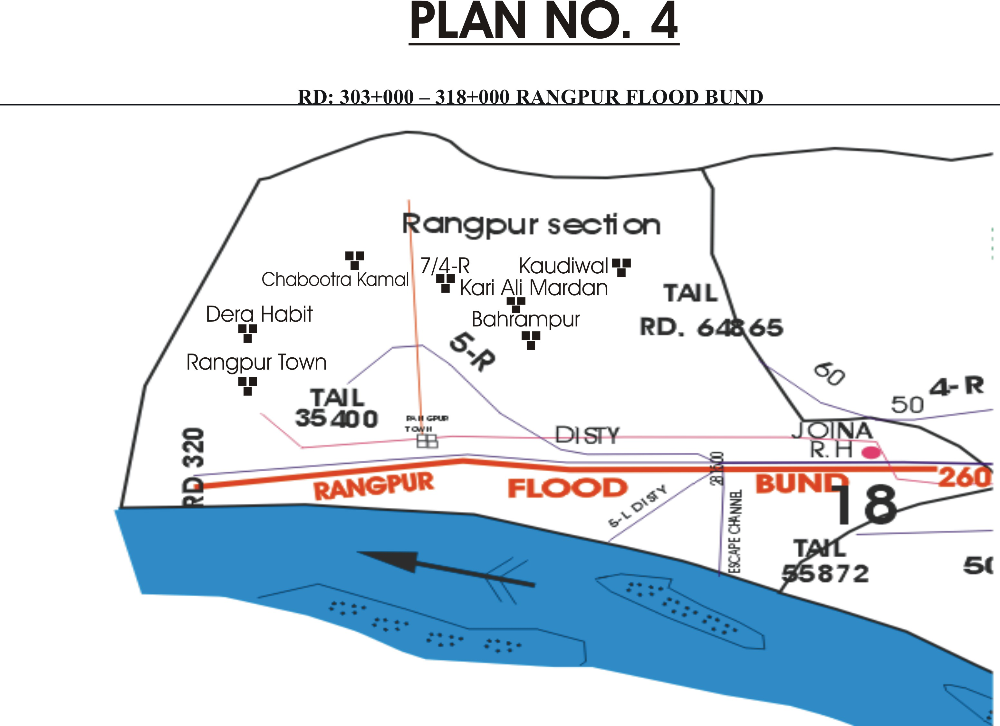 PLAN NO. 4
RD: 303+000 – 318+000 RANGPUR FLOOD BUND
Rangpur section
7/4-R
Kaudiwal
Chabootra Kamal
Kari Ali Mardan
TAIL
RD. 64865
Dera Habit
Bahrampur
5-R
Rangpur Town
60
4-R
50
TAIL
35400
RANGPUR
TOWN
DISTY
JOINA
R.H
RD 320
RANGPUR
FLOOD
BUND
260
18
5-L DISTY
ESCAPE CHANNEL
TAIL
55872